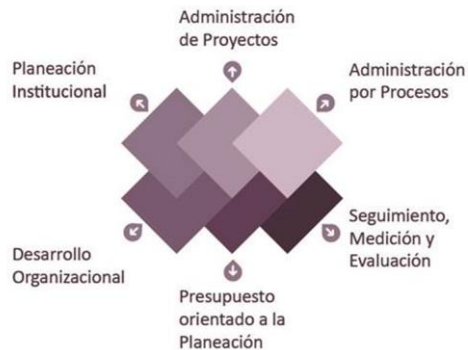 Administración
de Proyectos
Planeación
Institucional
Administración
por Procesos
Desarrollo
Organizacional
Seguimiento,
Medición y
Evaluación
Presupuesto
orientado a la
Planeación